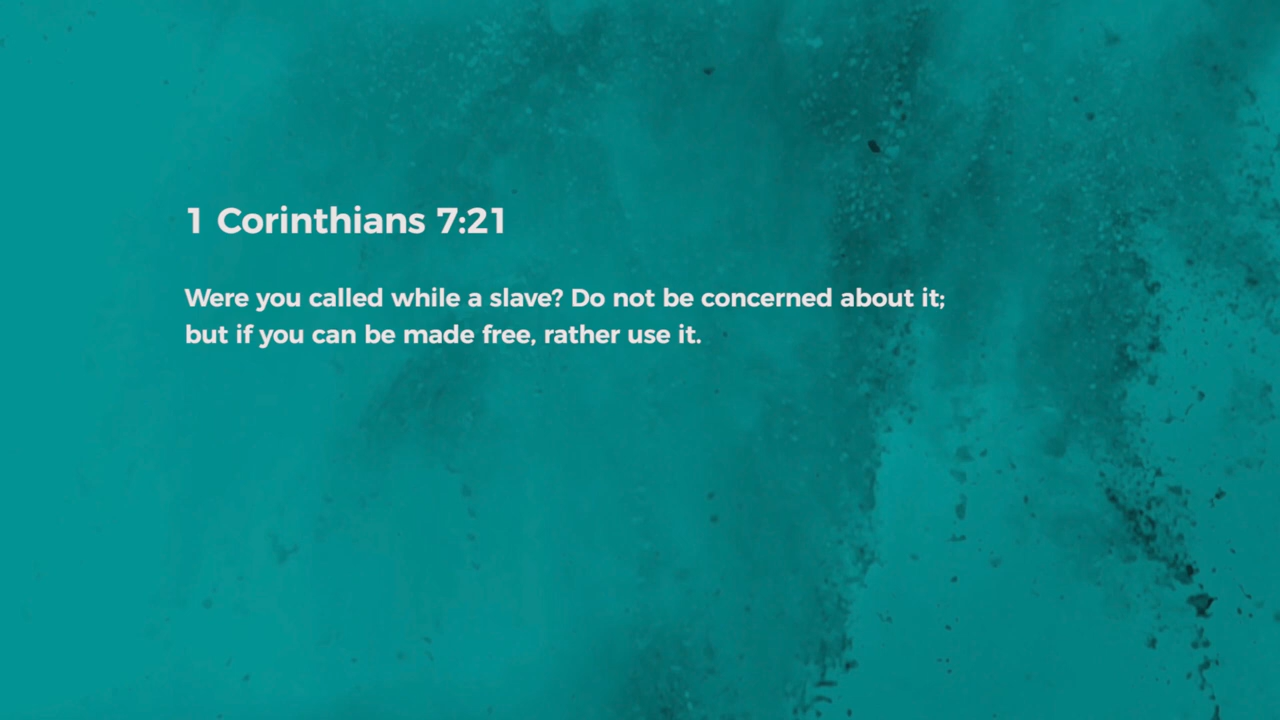 1 Corinthians 7:21
Were you called while a slave? Do not be concerned about it;
but if you can be made free, rather use it.